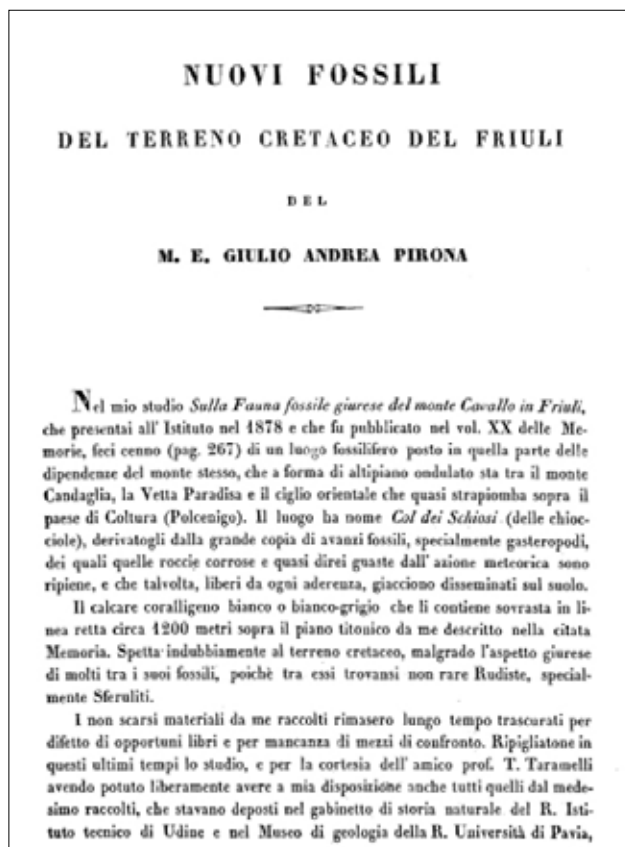 NUOVI FOSSILI
DEL TERRENO CRETACEO DEL FRIULI
DEL
M. E. GIULIO ANDREA PIRONA
Nel mio studio Sulla Fauna fossile giurese del monte Cavallo in Friuli,
che presentai all' Istituto nel 1878 e che fu pubblicato nel vol. XX delle Me-
morie, feci cenno (pag. 267) di un luogo fossilifero posto in quella parte delle
dipendenze del monte stesso, che a forma di altipiano ondulato sta tra il monte
Candaglia, la Vetta Paradisa e il ciglio orientale che quasi strapiomba sopra il
paese di Coltura (Polcenigo). Il luogo ha nome Col dei Schiosi (delle chioc-
ciole), derivatogli dalla grande copia di avanzi fossili, specialmente gasteropodi,
dei quali quelle roccie corrose e quasi direi guaste dall' azione meteorica sono
ripiene, e che talvolta, liberi da ogni aderenza, giacciono disseminati sul suolo.
Il calcare coralligeno bianco o bianco-grigio che li contiene sovrasta in li-
nea retta circa 1200 metri sopra il piano titonico da me descritto nella citata
Memoria. Spetta indubbiamente al terreno cretaceo, malgrado l'aspetto giurese
di molti tra i suoi fossili, poichè tra essi trovansi non rare Rudiste, special-
mente Sferuliti.
I non scarsi materiali da me raccolti rimasero lungo tempo trascurati per
difetto di opportuni libri e per mancanza di mezzi di confronto. Ripigliatone in
questi ultimi tempi lo studio, e per la cortesia dell' amico prof. T. Taramelli
avendo potuto liberamente avere a mia disposizione anche tutti quelli dal mede-
simo raccolti, che stavano deposti nel gabinetto di storia naturale del R. Isti-
tuto tecnico di Udine e nel Museo di geologia della R. Università di Pavia,